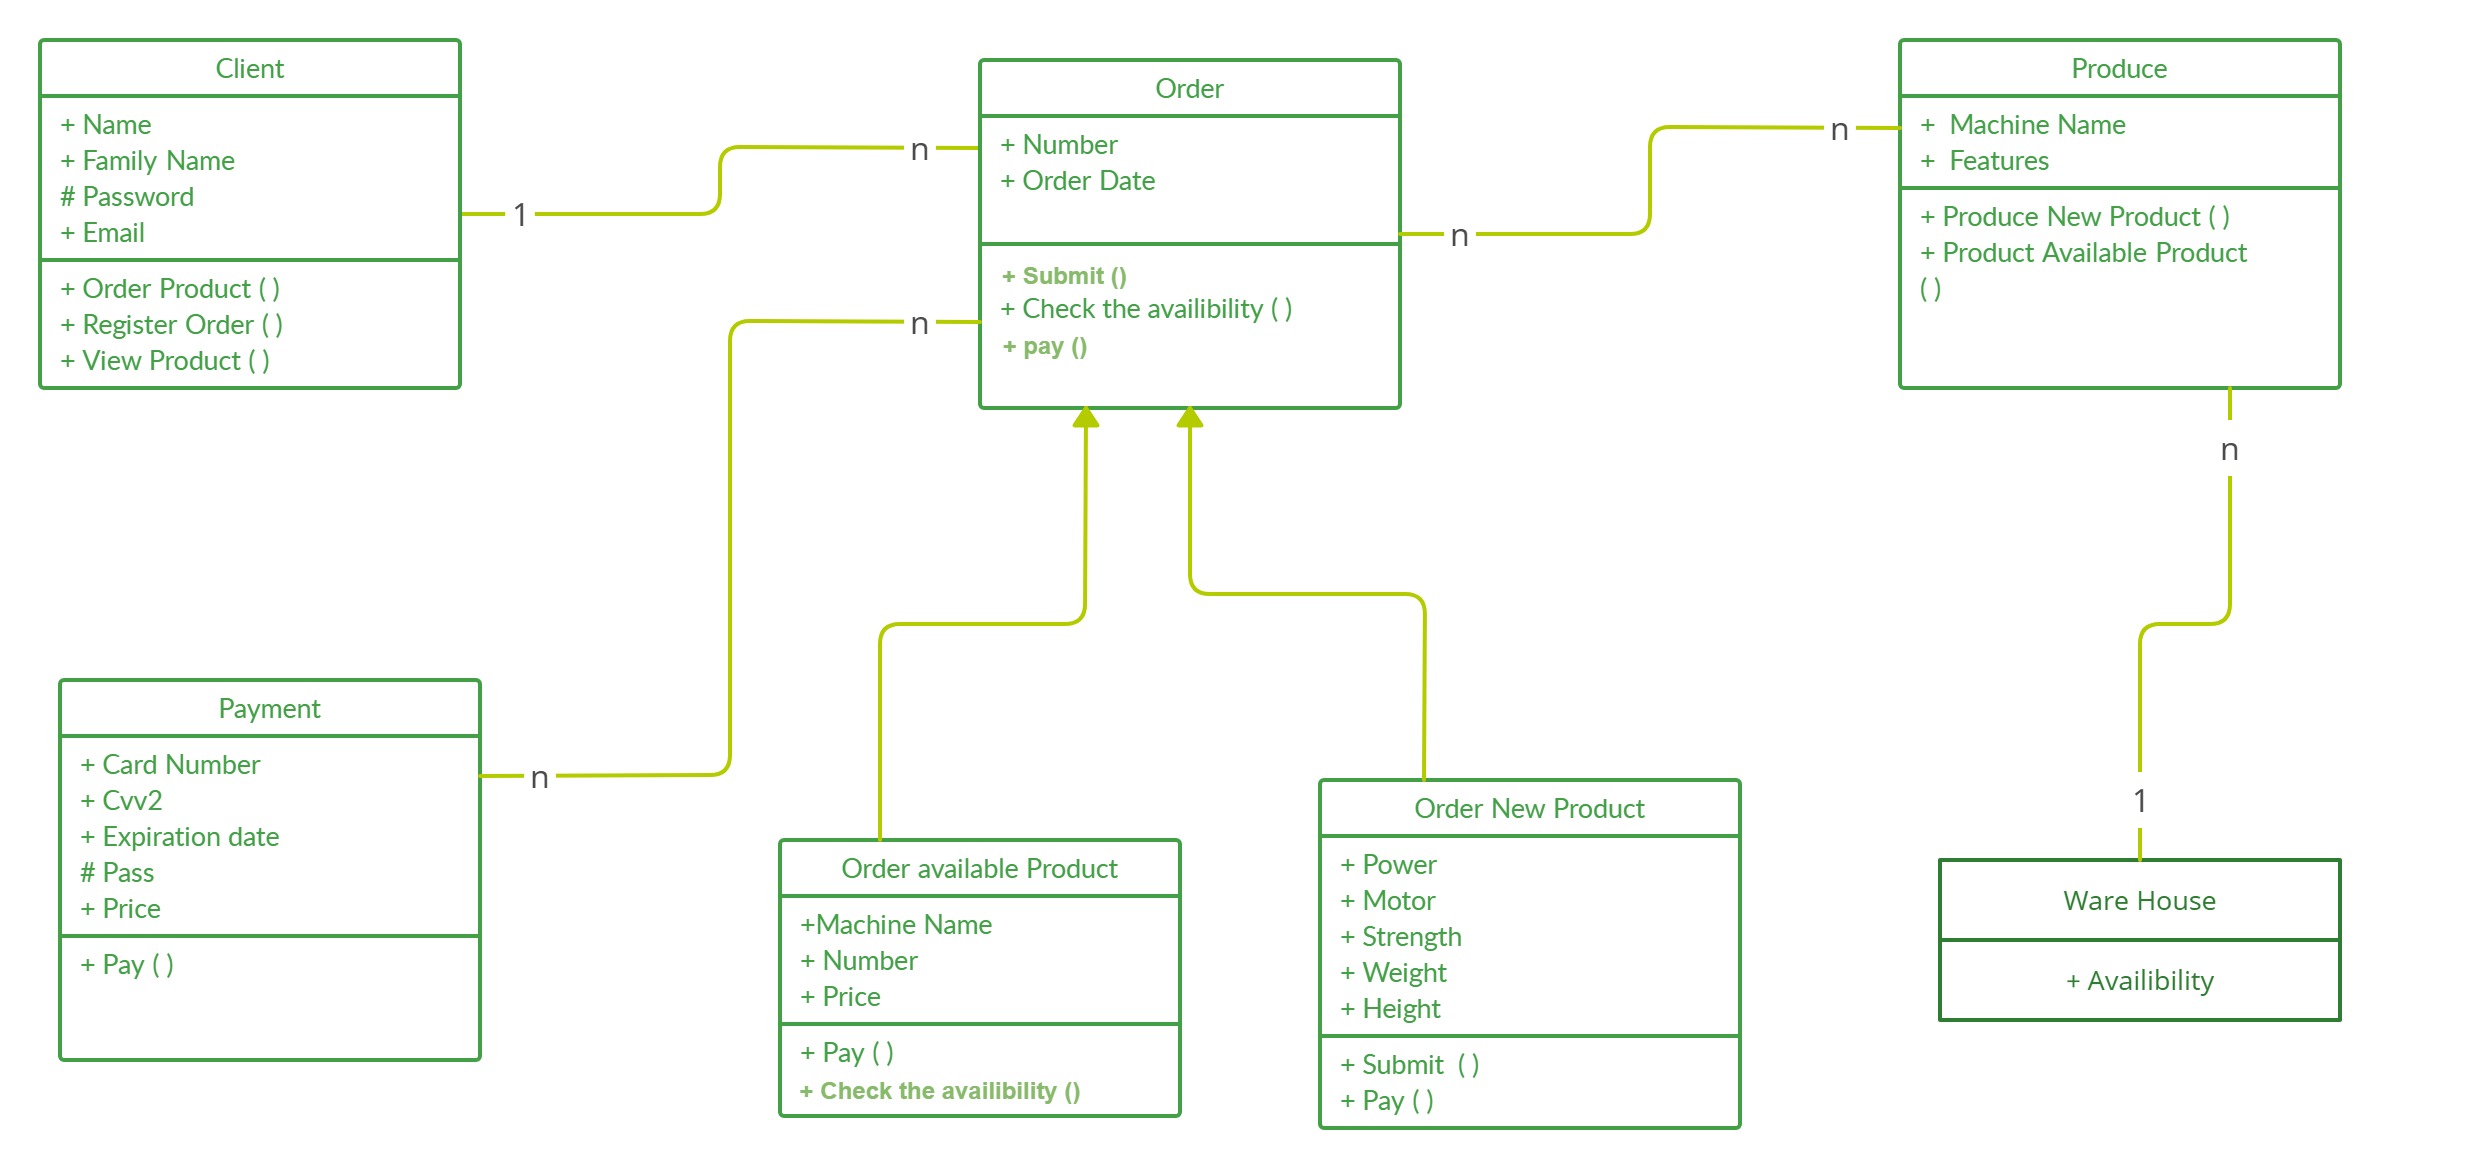 Client
+ Name
+ Family Name
# Password
+ Email
+ Order Product ( )
+ Register Order ( )
+ View Product ( )
1
n
Order
+ Number
+ Order Date
+ Submit ()
+ Check the availibility ( )
+ pay ()
n
n
n
Produce
+ Machine Name
+ Features
+ Produce New Product ( )
+ Product Available Product
( )
n
1
Payment
+ Card Number
+ Cvv2
+ Expiration date
# Pass
+ Price
+ Pay ( )
n
Order available Product
+Machine Name
+ Number
+ Price
+ Pay ( )
+ Check the availibility ()
Order New Product
+ Power
+ Motor
+ Strength
+ Weight
+ Height
+ Submit ( )
+ Pay ( )
Ware House
+ Availibility